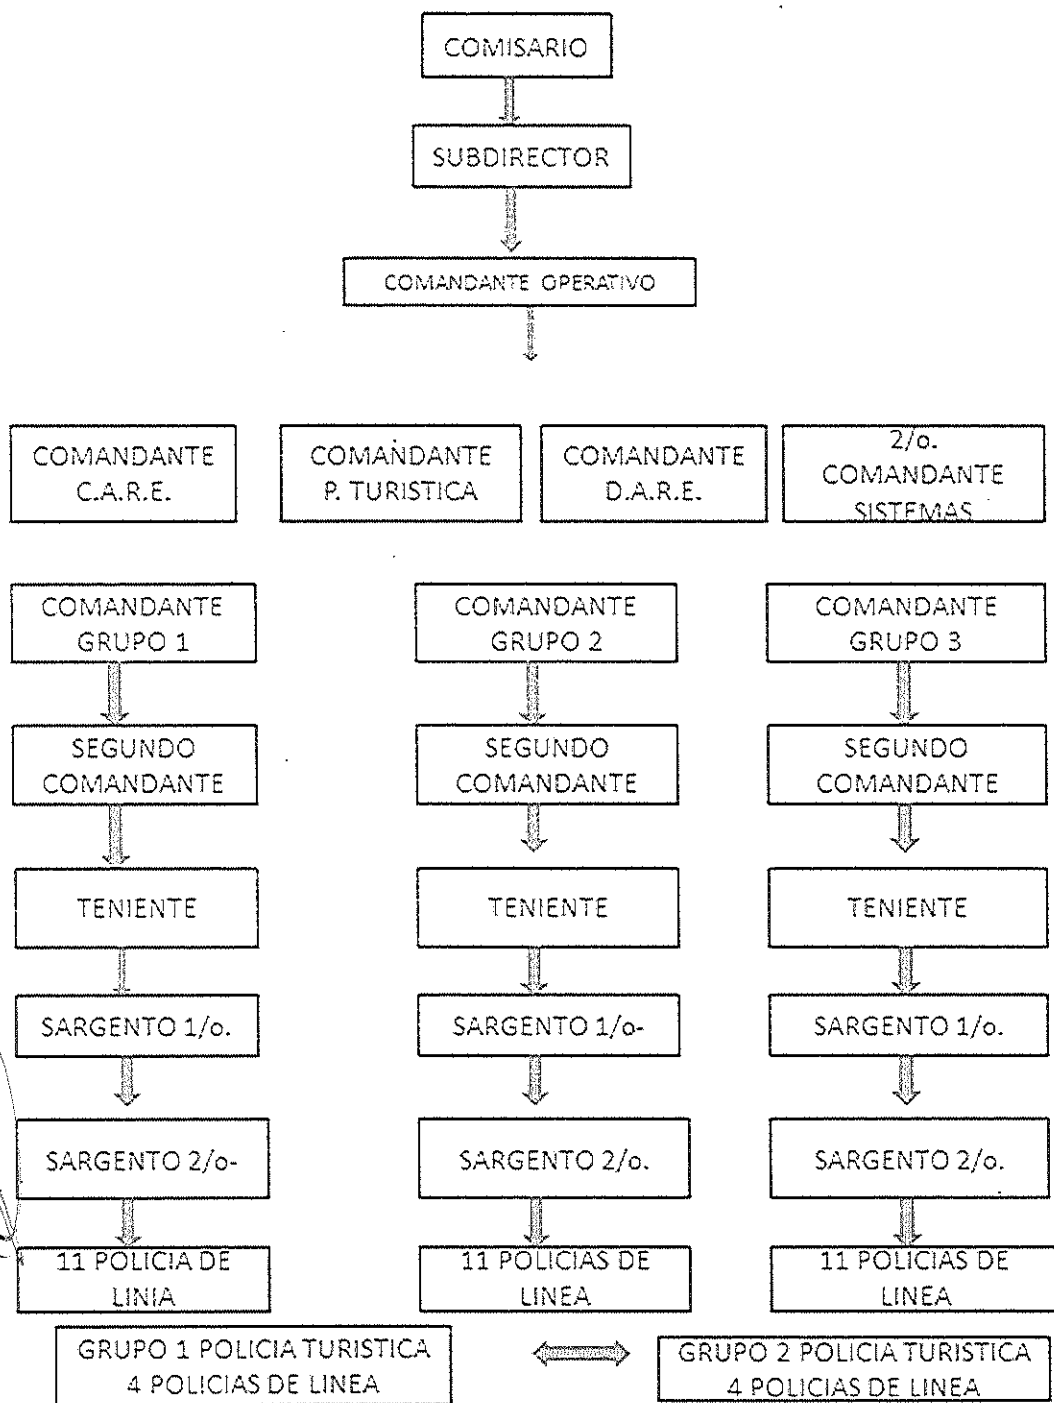 COMISARIO
SUBDIRECTOR
COMANDANTE OPERATIVO
COMANDANTE
C.A.R.E.
COMANDANTE
P. TURISTICA
COMANDANTE
D.A.R.E.
2/o.
COMANDANTE
SISTEMAS
COMANDANTE
GRUPO 1
COMANDANTE
GRUPO 2
COMANDANTE
GRUPO 3
SEGUNDO
COMANDANTE
SEGUNDO
COMANDANTE
SEGUNDO
COMANDANTE
TENIENTE
TENIENTE
TENIENTE
SARGENTO 1/o.
SARGENTO 1/o-
SARGENTO 1/o.
SARGENTO 2/o-
SARGENTO 2/o.
SARGENTO 2/o.
11 POLICIA DE
LINIA
11 POLICIAS DE
LINEA
11 POLICIAS DE
LINEA
GRUPO 1 POLICIA TURISTICA
4 POLICIAS DE LINEA
GRUPO 2 POLICIA TURISTICA
4 POLICIAS DE LINEA